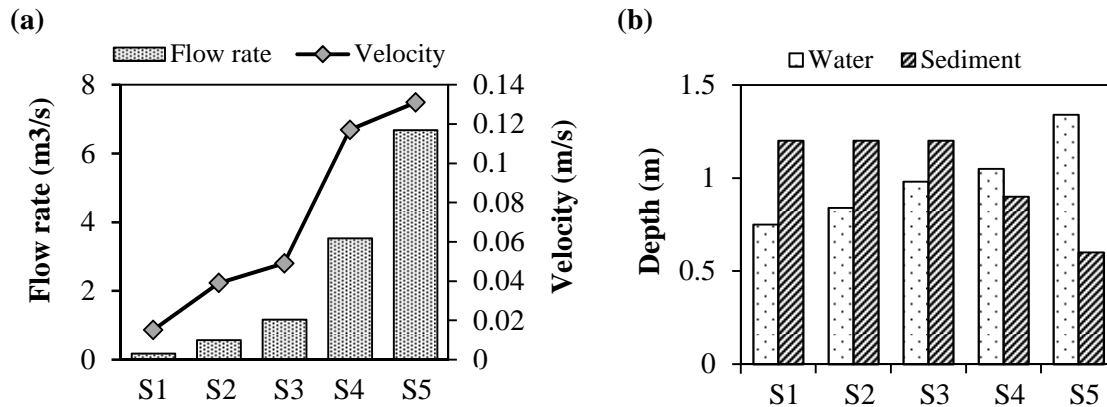 (a)
Flow rate Velocity
8
6
4
2
0
Flow rate (m3/s)
0.14
0.12
0.1
0.08
0.06
0.04
0.02
0
Velocity (m/s)
S1 S2 S3 S4 S5
(b)
Water Sediment
1.5
1
0.5
0
Depth (m)
S1 S2 S3 S4 S5